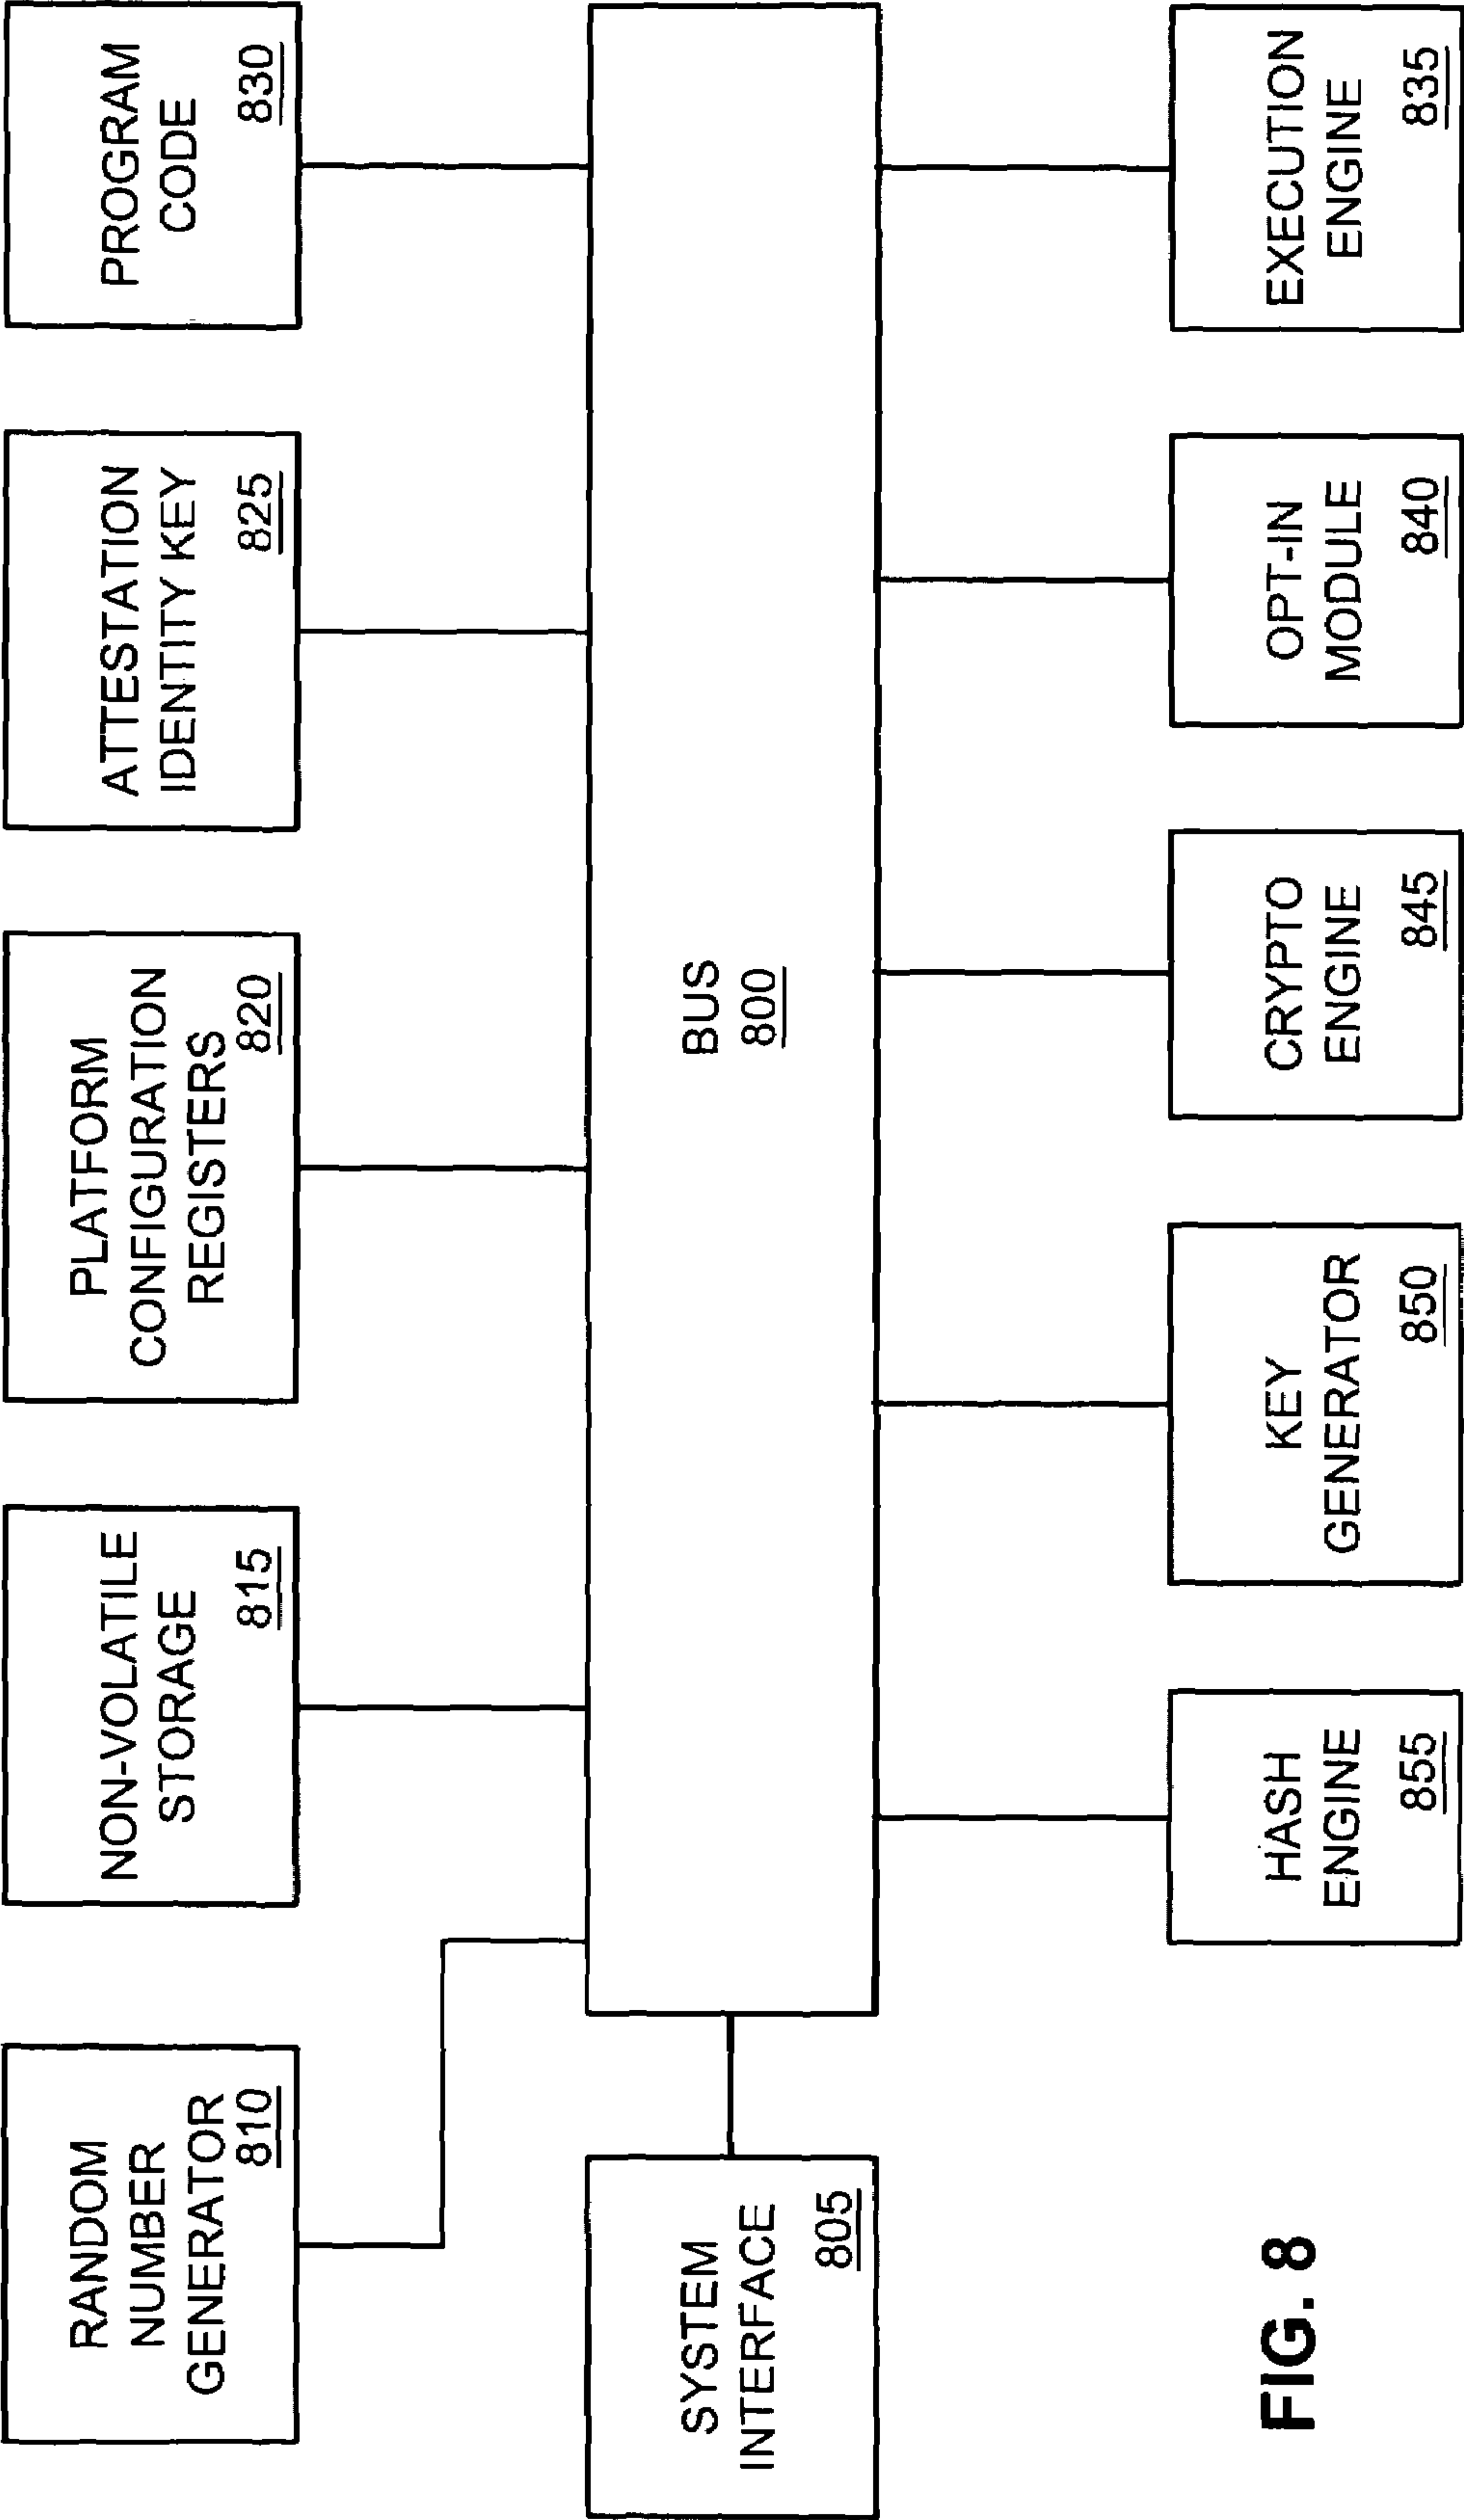 RANDOM
NUMBER
GENERATOR
810
NON-VOLATILE
STORAGE
815
PLATFORM
CONFIGURATION
REGISTERS
820
ATTESTATION
IDENTITY KEY
825
PROGRAM
CODE
830
SYSTEM
INTERFACE
805
BUS
800
HASH
ENGINE
855
KEY
GENERATOR
850
CRYPTO
ENGINE
845
OPT-IN
MODULE
840
EXECUTION
ENGINE
835
FIG. 8